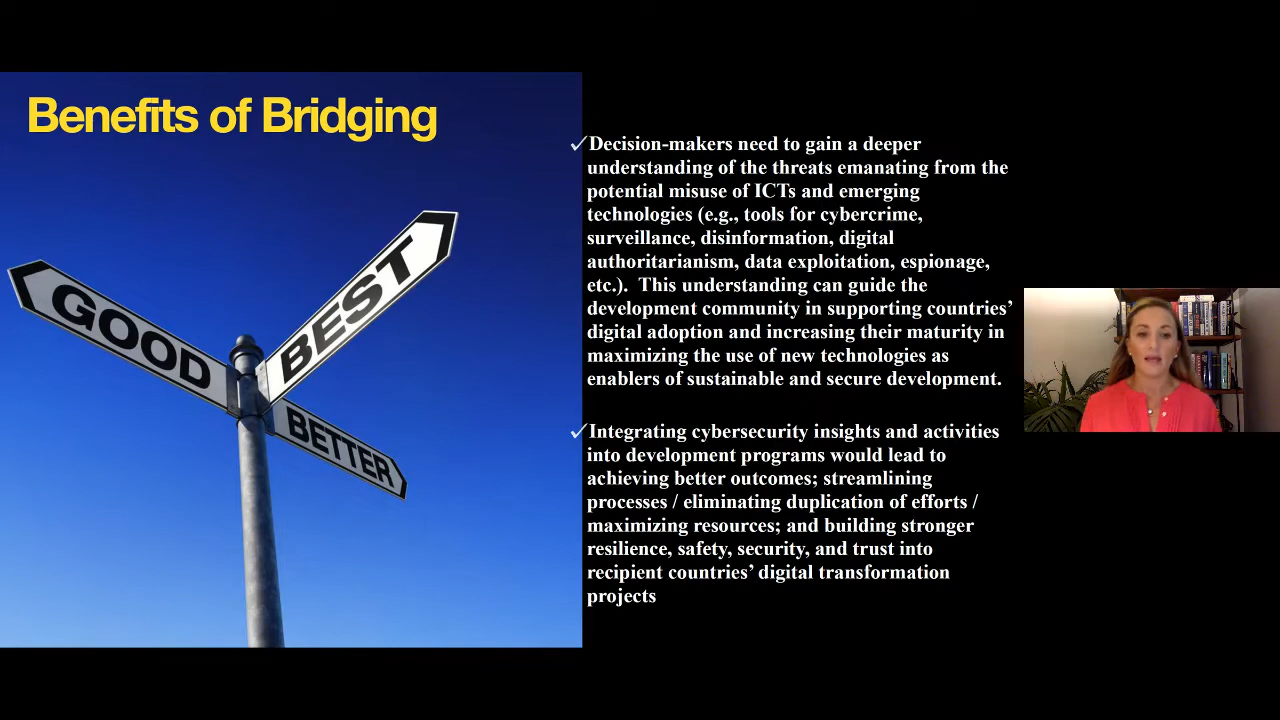 Benefits of Bridging
GOOD
BEST
BETTER
✓Decision-makers need to gain a deeper
understanding of the threats emanating from the
potential misuse of ICTs and emerging
technologies (e.g., tools for cybercrime,
surveillance, disinformation, digital
authoritarianism, data exploitation, espionage,
etc.).  This understanding can guide the
development community in supporting countries’
digital adoption and increasing their maturity in
maximizing the use of new technologies as
enablers of sustainable and secure development.
✓Integrating cybersecurity insights and activities
into development programs would lead to
achieving better outcomes; streamlining
processes / eliminating duplication of efforts /
maximizing resources; and building stronger
resilience, safety, security, and trust into
recipient countries’ digital transformation
projects